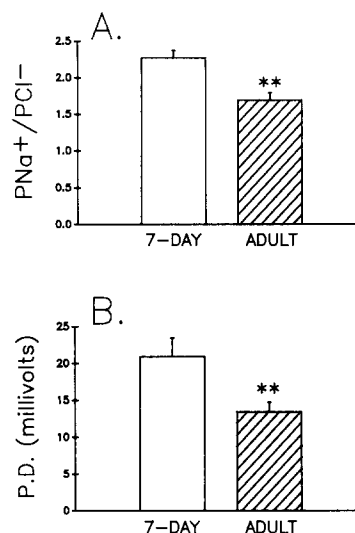 A.
PNa+/PCl-
2.5
2.0
1.5
1.0
0.5
0.0
**
7-DAY ADULT
B.
P.D. (millivolts)
25
20
15
10
5
0
**
7-DAY ADULT